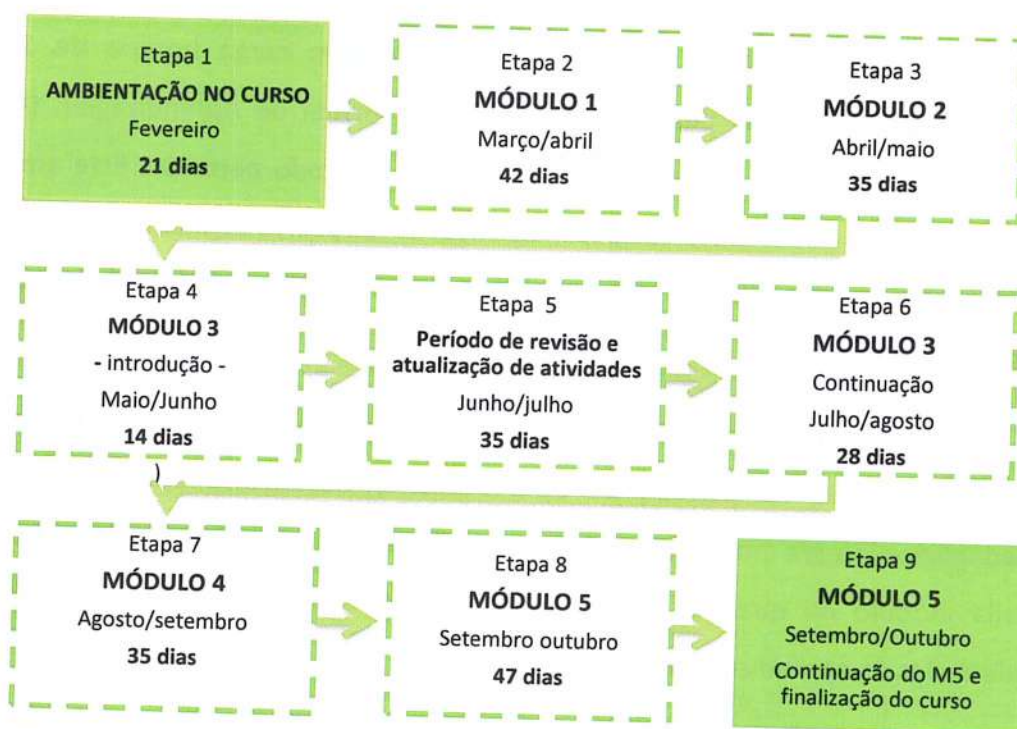 Etapa 1
AMBIENTAÇÃO NO CURSO
Fevereiro
21 dias
Etapa 2
MÓDULO 1
Março/abril
42 dias
Etapa 3
MÓDULO 2
Abril/maio
35 dias
Etapa 4
MÓDULO 3
- introdução -
Maio/Junho
14 dias
)
Etapa 5
Período de revisão e
atualização de atividades
Junho/julho
35 dias
Etapa 6
MÓDULO 3
Continuação
Julho/agosto
28 dias
Etapa 7
MÓDULO 4
Agosto/setembro
35 dias
Etapa 8
MÓDULO 5
Setembro outubro
47 dias
Etapa 9
MÓDULO 5
Setembro/Outubro
Continuação do M5 e
finalização do curso